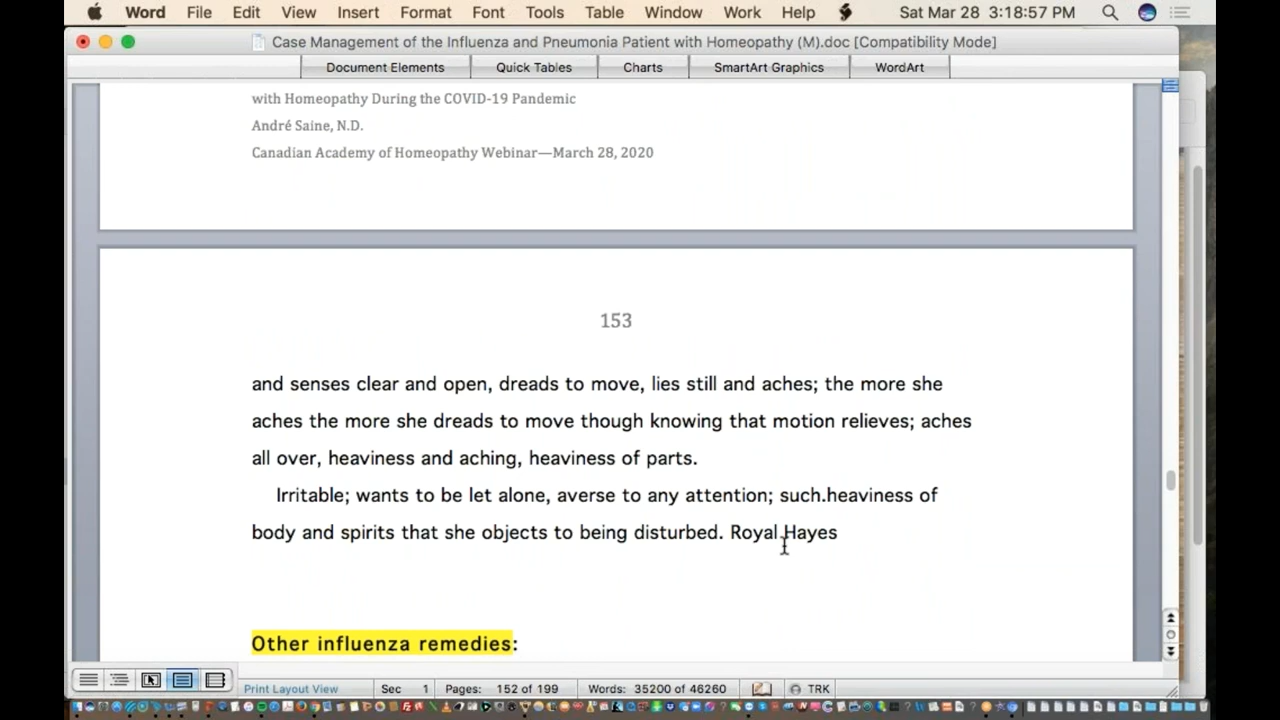 Word File Edit View Insert Format Font Tools Table Window Work Help Sat Mar 28 3:18:57 PM
Case Management of the Influenza and Pneumonia Patient with Homeopathy (M).doc [Compatibility Mode]
Document Elements Quick Tables Charts SmartArt Graphics WordArt
with Homeopathy During the COVID-19 Pandemic
André Saine, N.D.
Canadian Academy of Homeopathy Webinar—March 28, 2020
153
and senses clear and open, dreads to move, lies still and aches; the more she
aches the more she dreads to move though knowing that motion relieves; aches
all over, heaviness and aching, heaviness of parts.
Irritable; wants to be let alone, averse to any attention; such.heaviness of
body and spirits that she objects to being disturbed. Royal Hayes
Other influenza remedies:
Print Layout View Sec 1 Pages: 152 of 199 Words: 35200 of 46260 TRK